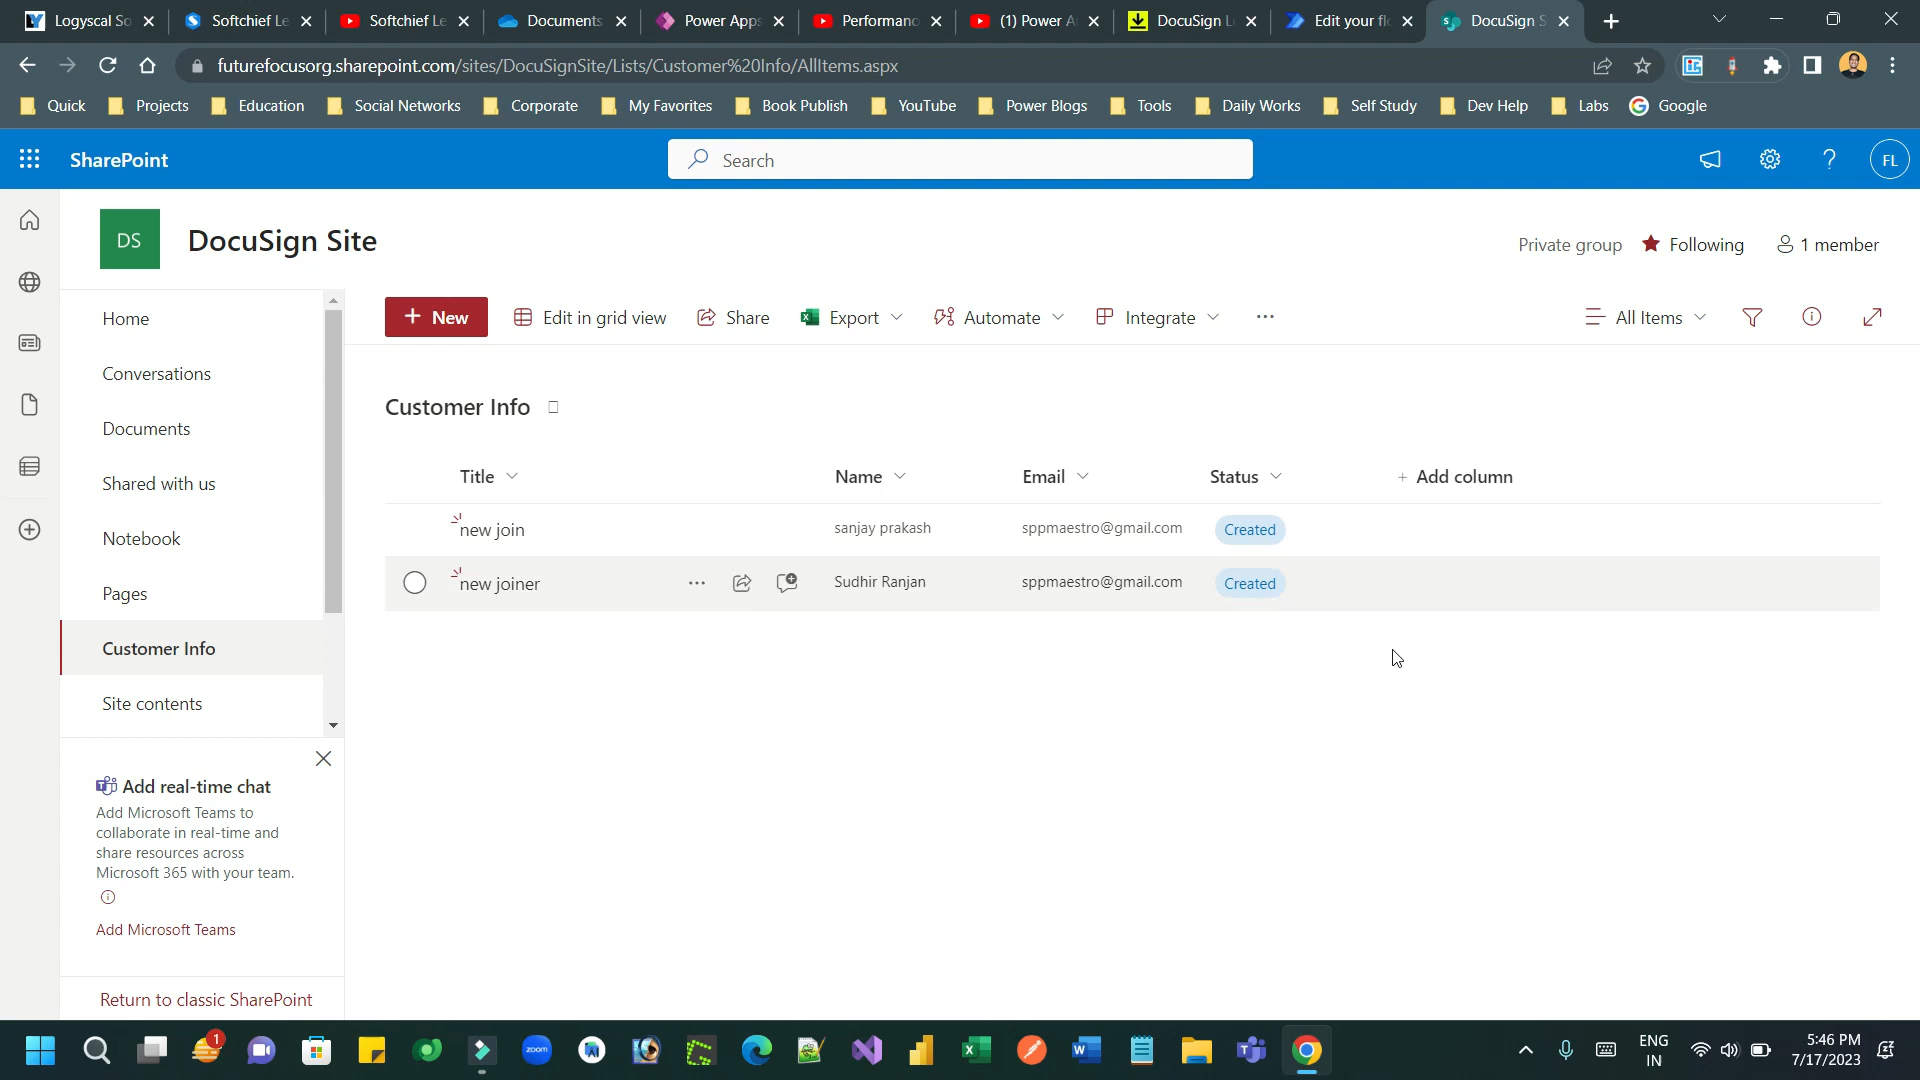 Logyscal So
Softchief Le
Softchief Le
Documents
Power Apps
Performanc
(1) Power A
DocuSign L
Edit your fl
DocuSign S
futurefocusorg.sharepoint.com/sites/DocuSignSite/Lists/Customer%20Info/AllItems.aspx
Quick
Projects
Education
Social Networks
Corporate
My Favorites
Book Publish
YouTube
Power Blogs
Tools
Daily Works
Self Study
Dev Help
Labs
Google
SharePoint
Search
FL
DS
DocuSign Site
Private group
Following
1 member
Home
Conversations
Documents
Shared with us
Notebook
Pages
Customer Info
Site contents
+ New
Edit in grid view
Share
Export
Automate
Integrate
All Items
Customer Info
Title
Name
Email
Status
+ Add column
new join
sanjay prakash
sppmaestro@gmail.com
Created
new joiner
Sudhir Ranjan
sppmaestro@gmail.com
Created
Add real-time chat
Add Microsoft Teams to
collaborate in real-time and
share resources across
Microsoft 365 with your team.
Add Microsoft Teams
Return to classic SharePoint
1
zoom
ENG
IN
5:46 PM
7/17/2023